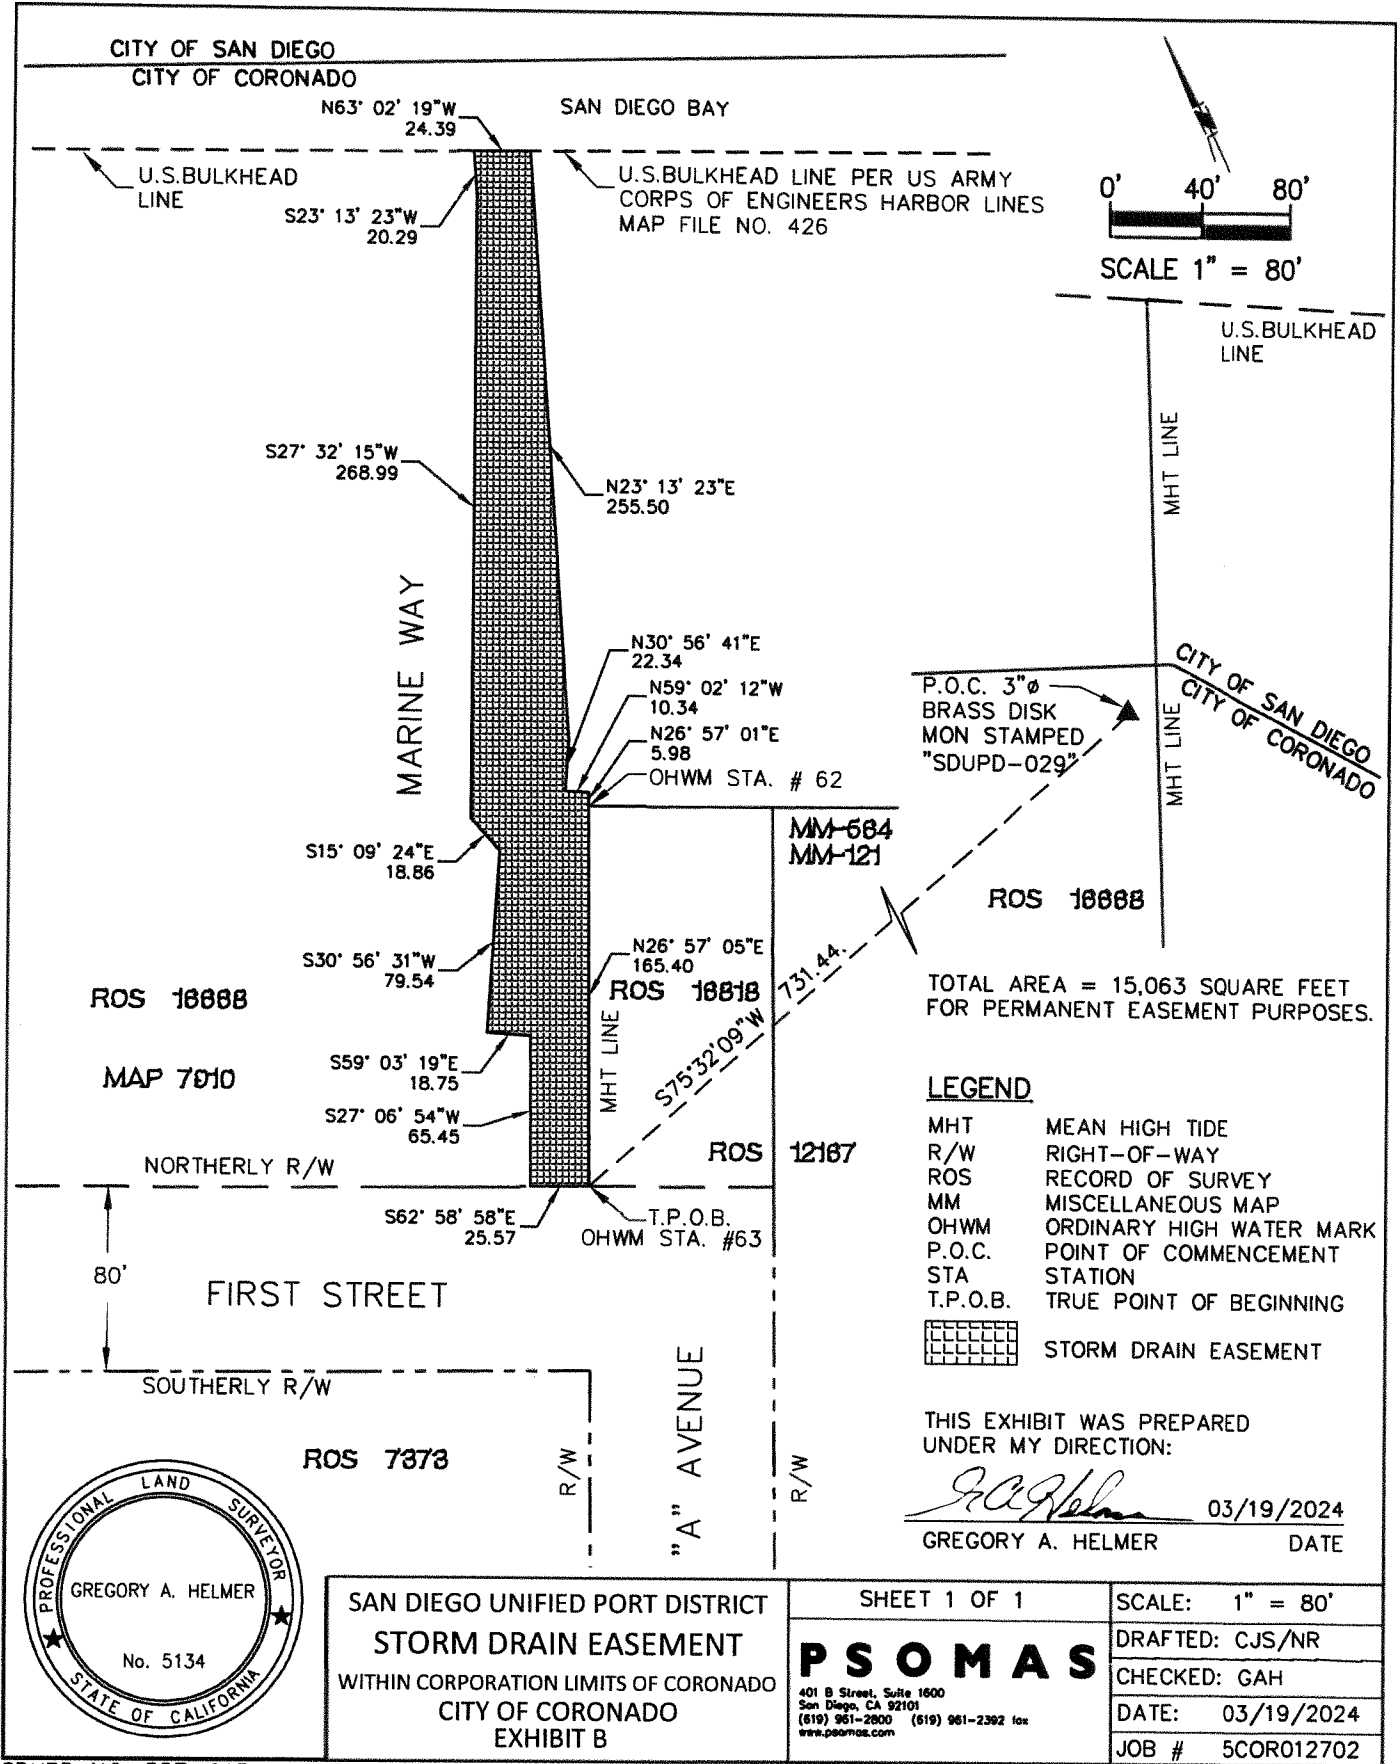 CITY OF SAN DIEGO
CITY OF CORONADO
N63° 02' 19"W
24.39
SAN DIEGO BAY
U.S.BULKHEAD
LINE
U.S.BULKHEAD LINE PER US ARMY
CORPS OF ENGINEERS HARBOR LINES
MAP FILE NO. 426
S23° 13' 23"W
20.29
0' 40' 80'
SCALE 1" = 80'
U.S.BULKHEAD
LINE
MHT LINE
S27° 32' 15"W
268.99
N23° 13' 23"E
255.50
MARINE WAY
N30° 56' 41"E
22.34
N59° 02' 12"W
10.34
N26° 57' 01"E
5.98
OHWM STA. # 62
P.O.C. 3"ø
BRASS DISK
MON STAMPED
"SDUPD-029"
CITY OF SAN DIEGO
CITY OF CORONADO
MHT LINE
MM-564
MM-121
S15° 09' 24"E
18.86
ROS
S30° 56' 31"W
79.54
N26° 57' 05"E
165.40
ROS
ROS
MHT LINE
S75°32'09"W 731.44.
TOTAL AREA = 15,063 SQUARE FEET
FOR PERMANENT EASEMENT PURPOSES.
MAP
S59° 03' 19"E
18.75
S27° 06' 54"W
65.45
ROS 12167
NORTHERLY R/W
S62° 58' 58"E
25.57
T.P.O.B.
OHWM STA. #63
80'
FIRST STREET
LEGEND
MHT MEAN HIGH TIDE
R/W RIGHT-OF-WAY
ROS RECORD OF SURVEY
MM MISCELLANEOUS MAP
OHWM ORDINARY HIGH WATER MARK
P.O.C. POINT OF COMMENCEMENT
STA STATION
T.P.O.B. TRUE POINT OF BEGINNING
STORM DRAIN EASEMENT
SOUTHERLY R/W
ROS 7373
R/W
"A" AVENUE
R/W
THIS EXHIBIT WAS PREPARED
UNDER MY DIRECTION:
03/19/2024
GREGORY A. HELMER DATE
PROFESSIONAL LAND SURVEYOR
GREGORY A. HELMER
No. 5134
STATE OF CALIFORNIA
SAN DIEGO UNIFIED PORT DISTRICT
STORM DRAIN EASEMENT
WITHIN CORPORATION LIMITS OF CORONADO
CITY OF CORONADO
EXHIBIT B
SHEET 1 OF 1
PSOMAS
401 B Street, Suite 1600
San Diego, CA 92101
(619) 961-2800 (619) 961-2392 fax
www.psomas.com
SCALE: 1" = 80'
DRAFTED: CJS/NR
CHECKED: GAH
DATE: 03/19/2024
JOB # 5COR012702